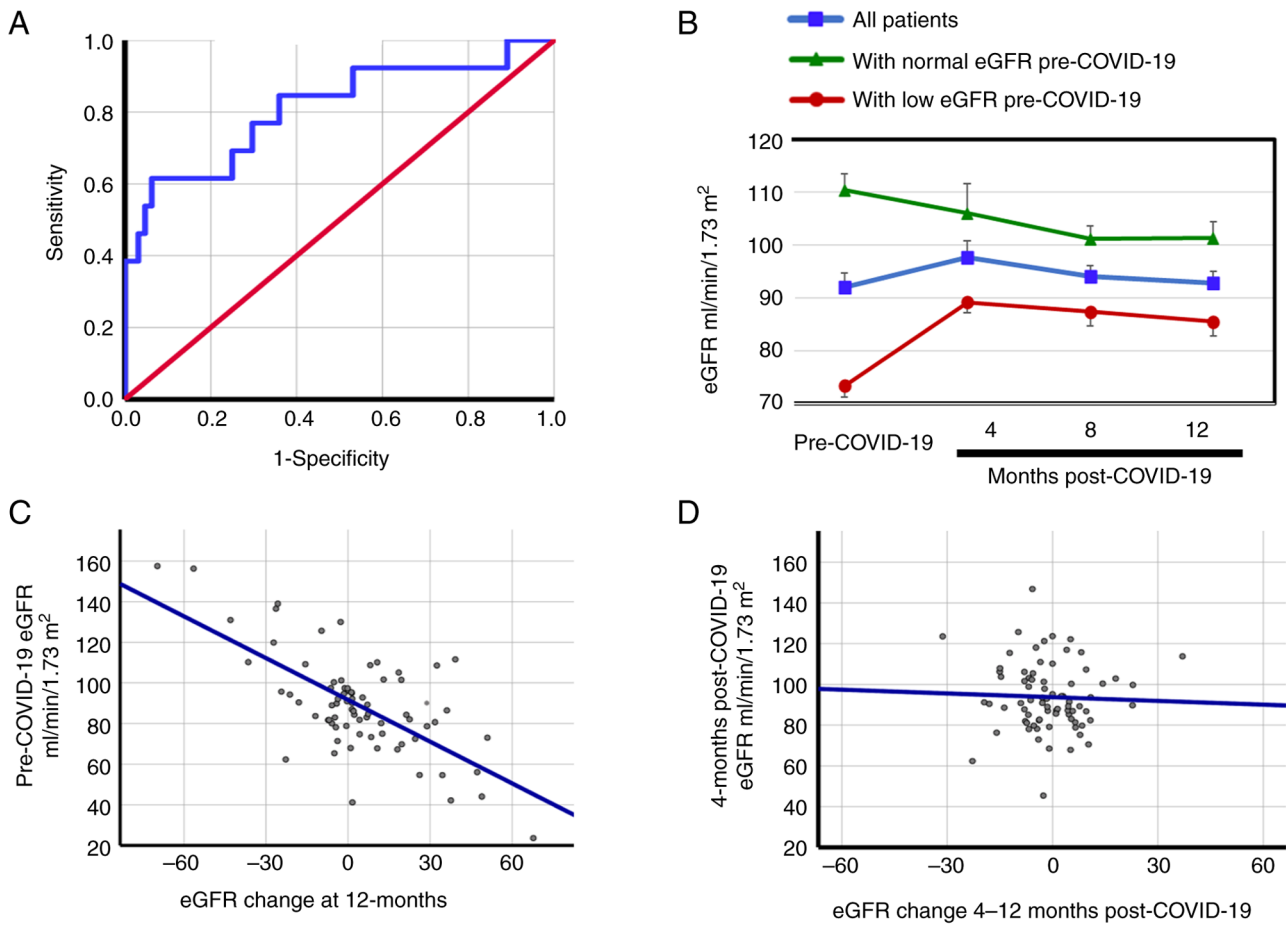 A
1.0
0.8
0.6
0.4
0.2
0.0
Sensitivity
0.0 0.2 0.4 0.6 0.8 1.0
1-Specificity
B
All patients
With normal eGFR pre-COVID-19
With low eGFR pre-COVID-19
120
110
100
90
80
70
eGFR ml/min/1.73 m²
Pre-COVID-19
4 8 12
Months post-COVID-19
C
160
140
120
100
80
60
40
20
Pre-COVID-19 eGFR
ml/min/1.73 m²
−60 −30 0 30 60
eGFR change at 12-months
D
160
140
120
100
80
60
40
20
4-months post-COVID-19
eGFR ml/min/1.73 m²
−60 −30 0 30 60
eGFR change 4–12 months post-COVID-19